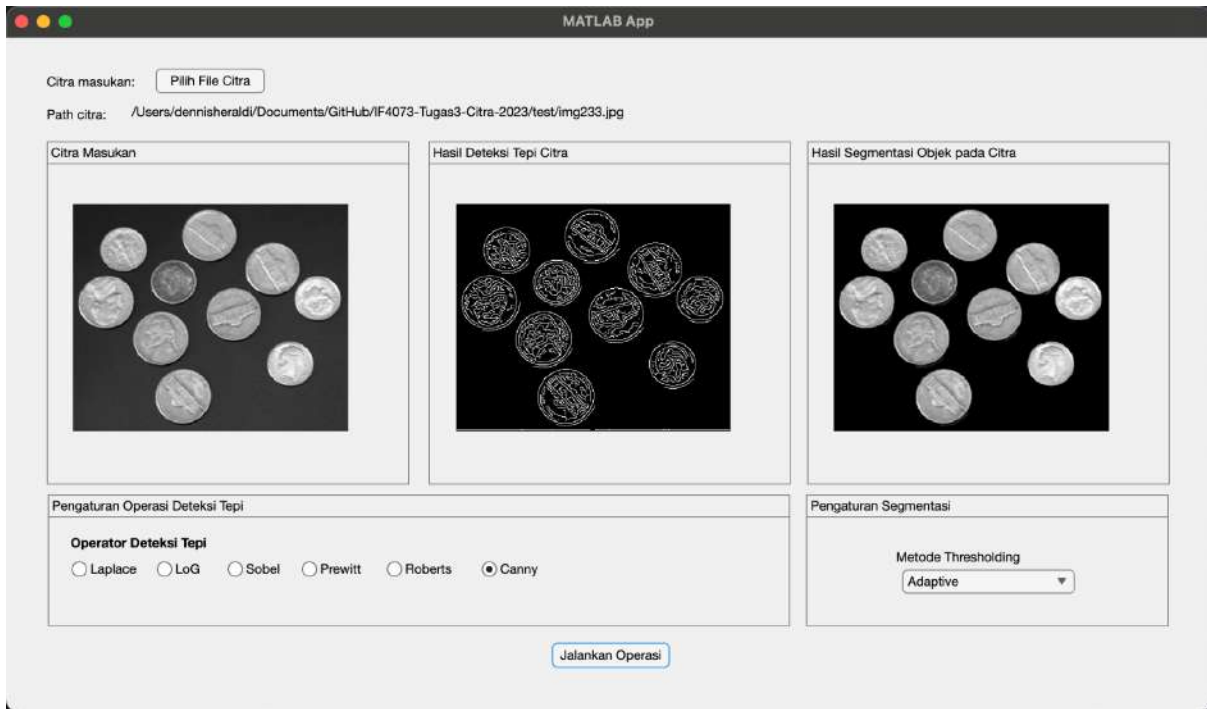 MATLAB App
Citra masukan: Pilih File Citra
Path citra: /Users/dennisheraldi/Documents/GitHub/IF4073-Tugas3-Citra-2023/test/img233.jpg
Citra Masukan
Hasil Deteksi Tepi Citra
Hasil Segmentasi Objek pada Citra
Pengaturan Operasi Deteksi Tepi
Pengaturan Segmentasi
Operator Deteksi Tepi
Laplace LoG Sobel Prewitt Roberts Canny
Metode Thresholding
Adaptive
Jalankan Operasi